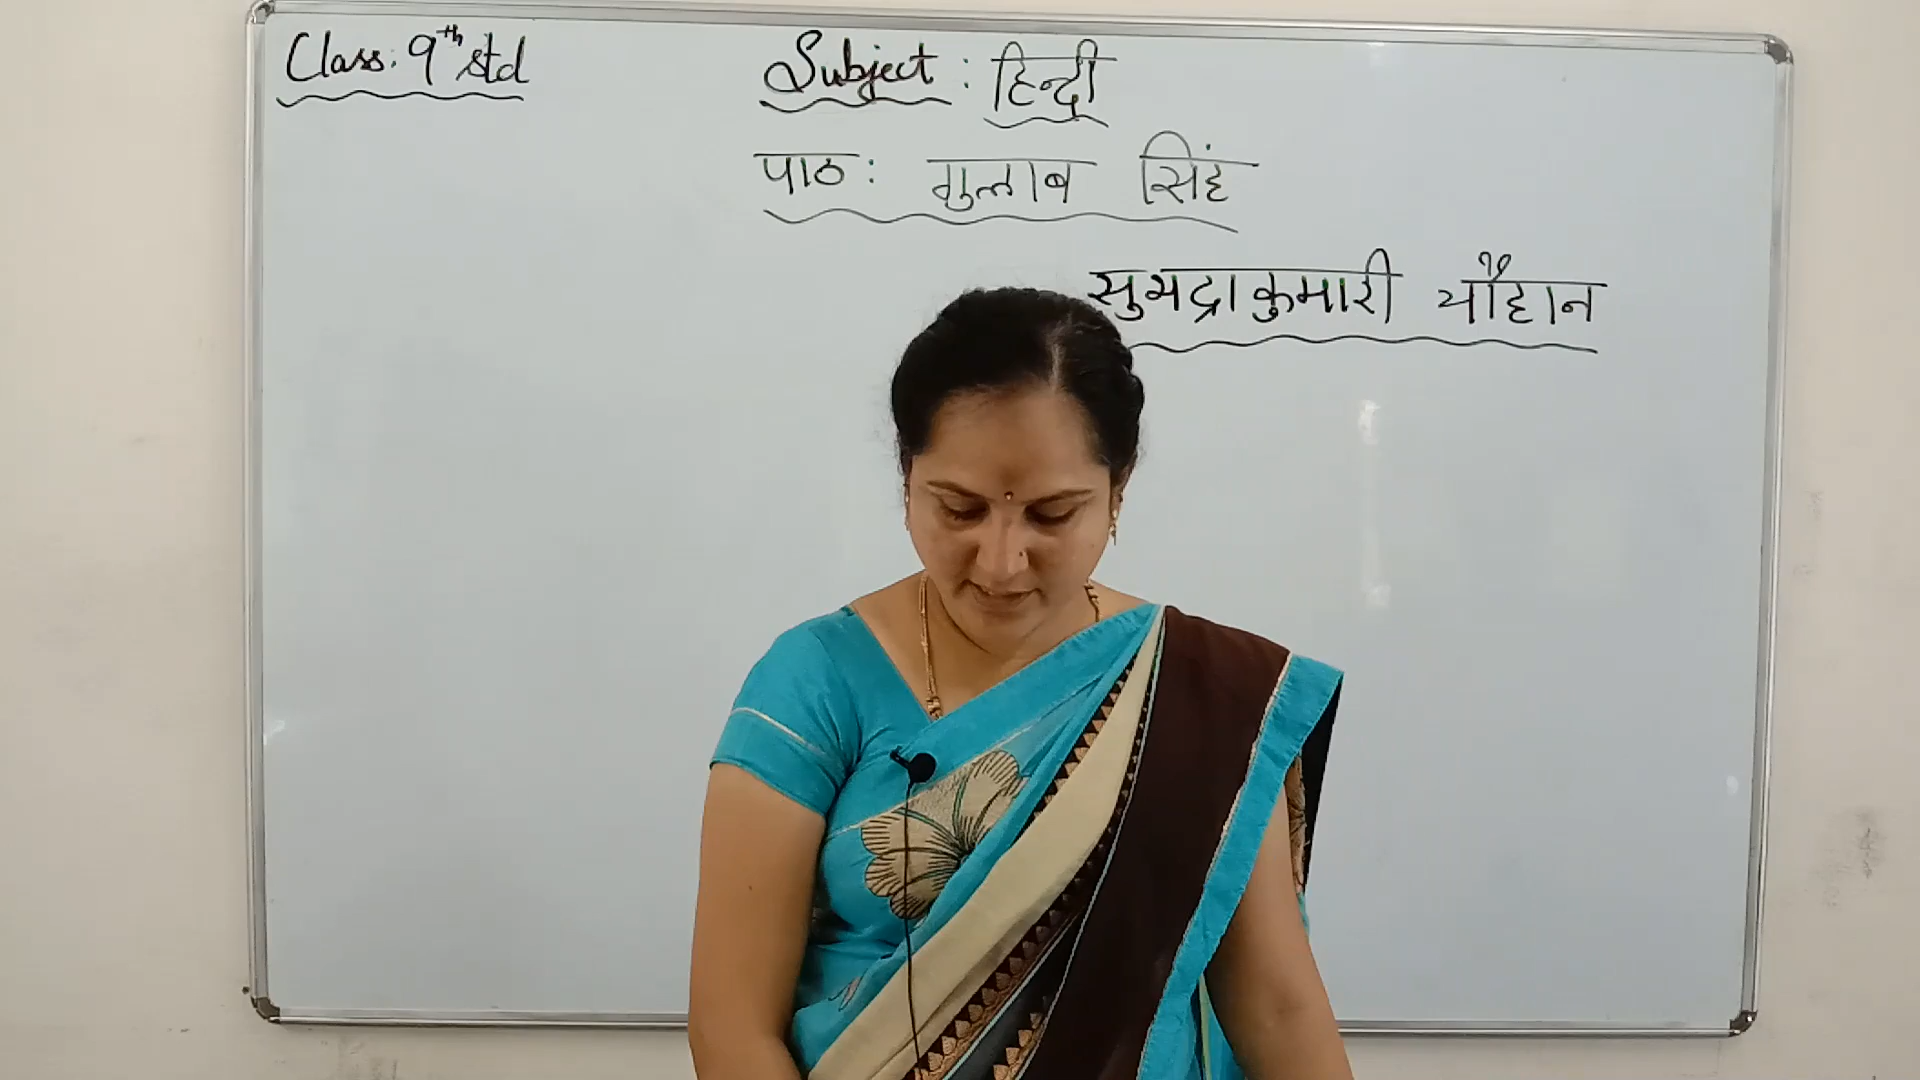 Class: 9th std
Subject : हिन्दी
पाठ : गुलाब सिंह
सुभद्रा कुमारी चौहान